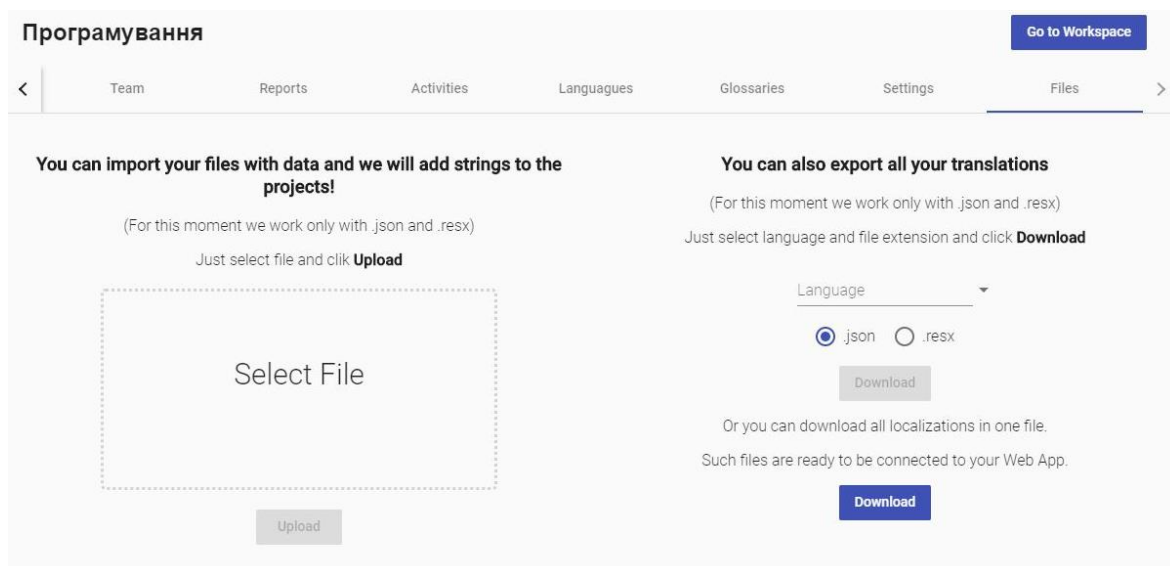 Програмування
Go to Workspace
Team
Reports
Activities
Languagues
Glossaries
Settings
Files
You can import your files with data and we will add strings to the
projects!
(For this moment we work only with .json and .resx)
Just select file and clik Upload
Select File
Upload
You can also export all your translations
(For this moment we work only with .json and .resx)
Just select language and file extension and click Download
Language
.json
.resx
Download
Or you can download all localizations in one file.
Such files are ready to be connected to your Web App.
Download